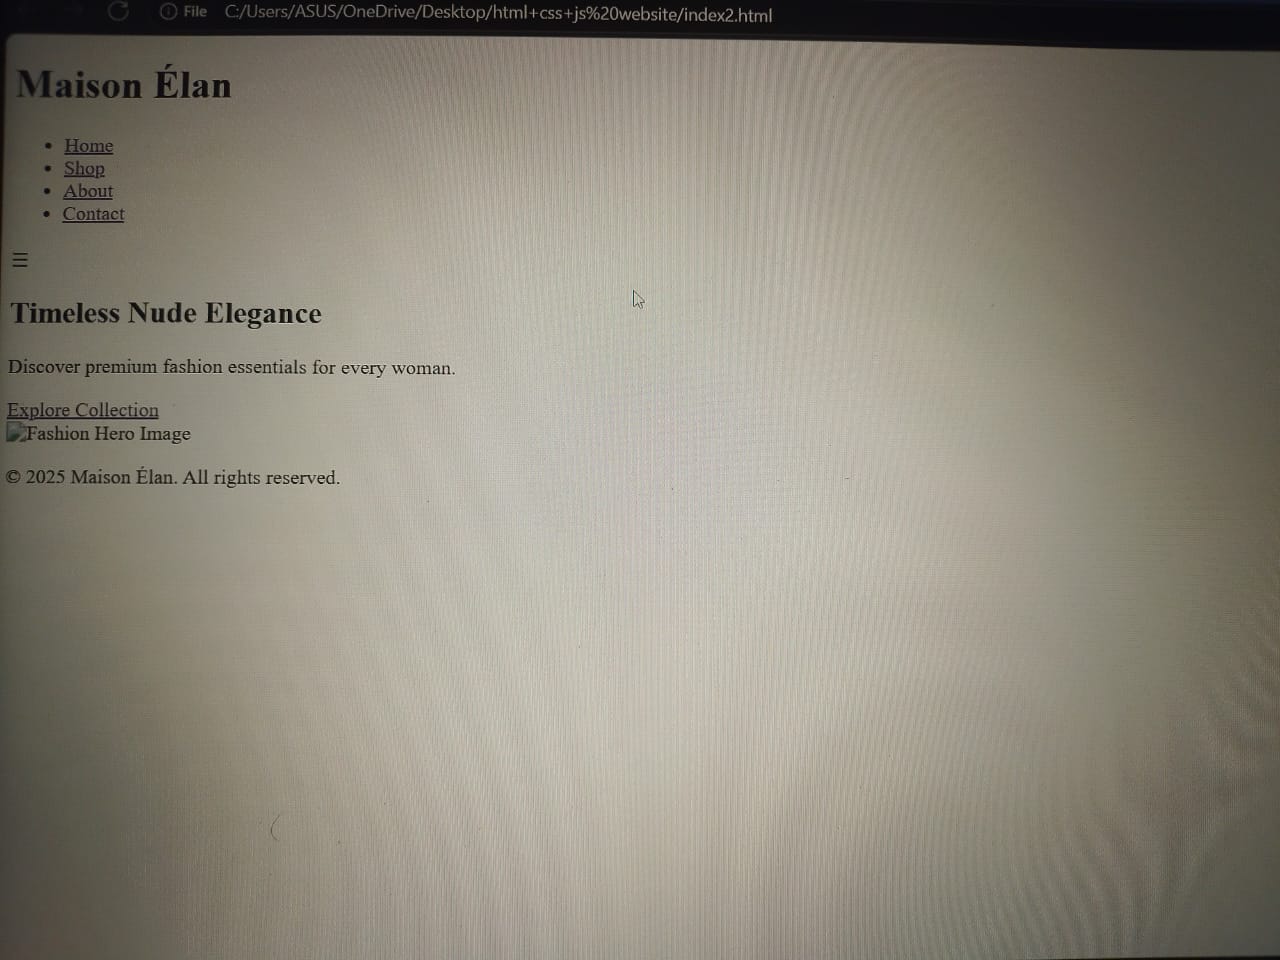 File C:/Users/ASUS/OneDrive/Desktop/html+css+js%20website/index2.html
Maison Élan
• Home
• Shop
• About
• Contact
☰
Timeless Nude Elegance
Discover premium fashion essentials for every woman.
Explore Collection
Fashion Hero Image
© 2025 Maison Élan. All rights reserved.